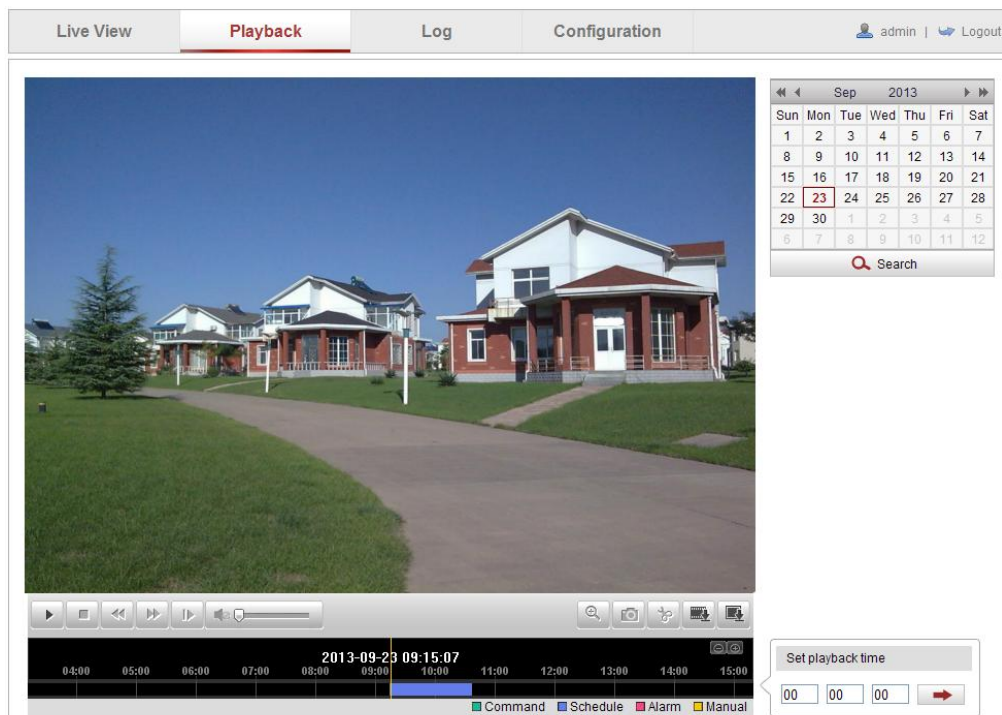 Live View Playback Log Configuration admin | Logout
Sep 2013
Sun Mon Tue Wed Thu Fri Sat
1 2 3 4 5 6 7
8 9 10 11 12 13 14
15 16 17 18 19 20 21
22 23 24 25 26 27 28
29 30 1 2 3 4 5
6 7 8 9 10 11 12
Search
2013-09-23 09:15:07
04:00 05:00 06:00 07:00 08:00 09:00 10:00 11:00 12:00 13:00 14:00 15:00
Command Schedule Alarm Manual
Set playback time
00 00 00